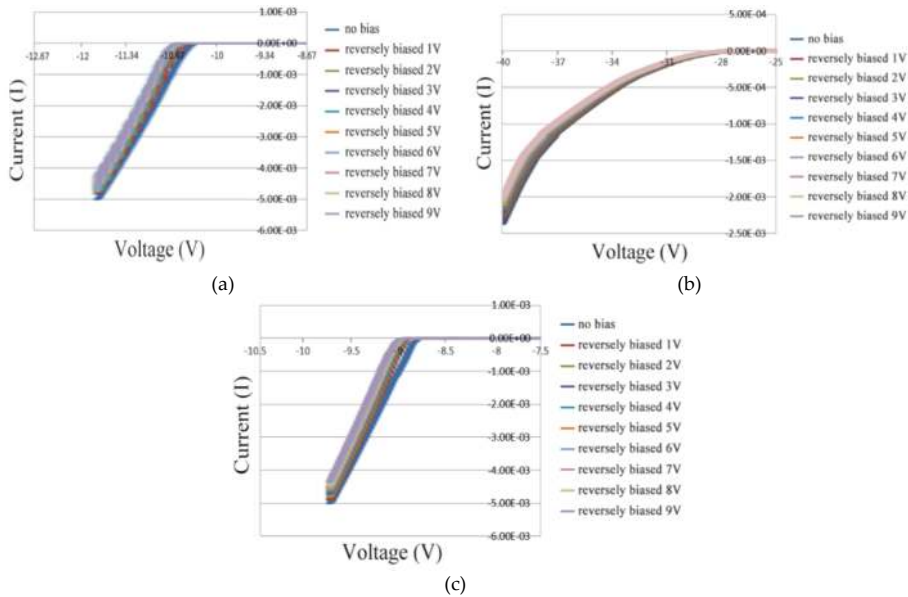 1.00E-03
0.00E+00
-12.67
-12
-11.34
-10.67
-10
-9.34
-8.67
-1.00E-03
-2.00E-03
-3.00E-03
-4.00E-03
-5.00E-03
-6.00E-03
Current (I)
Voltage (V)
no bias
reversely biased 1V
reversely biased 2V
reversely biased 3V
reversely biased 4V
reversely biased 5V
reversely biased 6V
reversely biased 7V
reversely biased 8V
reversely biased 9V
(a)
5.00E-04
0.00E+00
-40
-37
-34
-31
-28
-25
-5.00E-04
-1.00E-03
-1.50E-03
-2.00E-03
-2.50E-03
Current (I)
Voltage (V)
no bias
reversely biased 1V
reversely biased 2V
reversely biased 3V
reversely biased 4V
reversely biased 5V
reversely biased 6V
reversely biased 7V
reversely biased 8V
reversely biased 9V
(b)
1.00E-03
0.00E+00
-10.5
-10
-9.5
-9
-8.5
-8
-7.5
-1.00E-03
-2.00E-03
-3.00E-03
-4.00E-03
-5.00E-03
-6.00E-03
Current (I)
Voltage (V)
no bias
reversely biased 1V
reversely biased 2V
reversely biased 3V
reversely biased 4V
reversely biased 5V
reversely biased 6V
reversely biased 7V
reversely biased 8V
reversely biased 9V
(c)